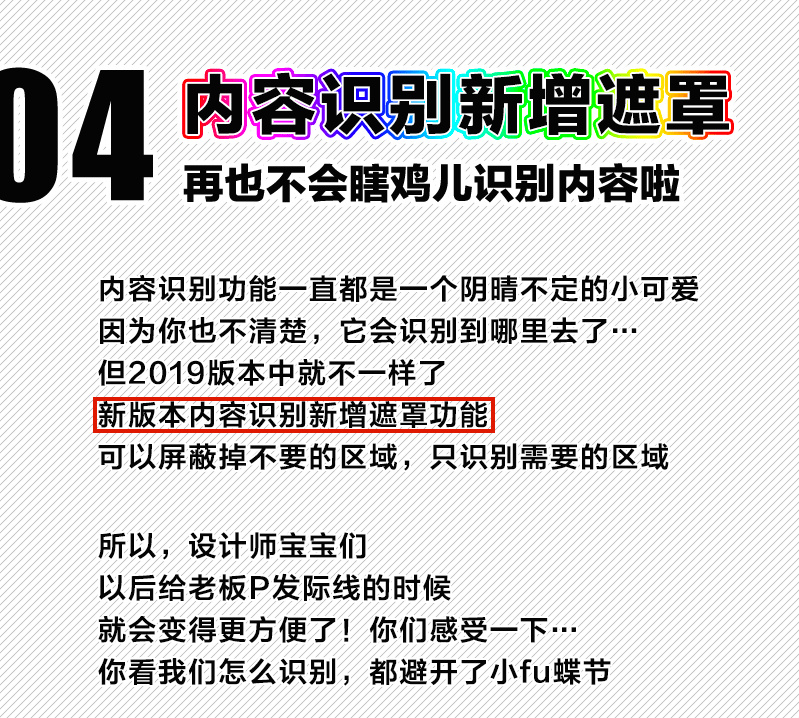 04
内容识别新增遮罩
再也不会瞎鸡儿识别内容啦
内容识别功能一直都是一个阴晴不定的小可爱
因为你也不清楚，它会识别到哪里去了…
但2019版本中就不一样了
新版本内容识别新增遮罩功能
可以屏蔽掉不要的区域，只识别需要的区域
所以，设计师宝宝们
以后给老板P发际线的时候
就会变得更方便了！你们感受一下…
你看我们怎么识别，都避开了小fu蝶节